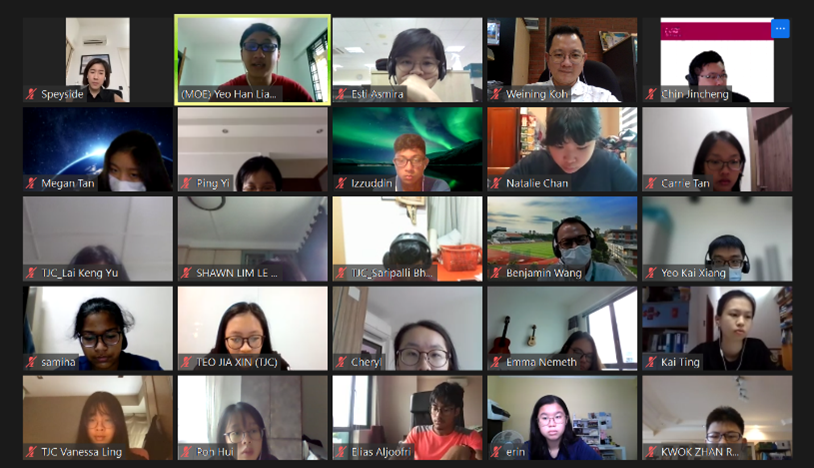 Speyside
(MOE) Yeo Han Lia...
Esti Asmira
Weining Koh
Chin Jincheng
Megan Tan
Ping Yi
Izzuddin
Natalie Chan
Carrie Tan
TJC_Lai Keng Yu
SHAWN LIM LE ...
TJC_Saripalli Bh...
Benjamin Wang
Yeo Kai Xiang
samina
TEO JIA XIN (TJC)
Cheryl
Emma Nemeth
Kai Ting
TJC Vanessa Ling
Poh Hui
Elias Aljoofri
erin
KWOK ZHAN R...